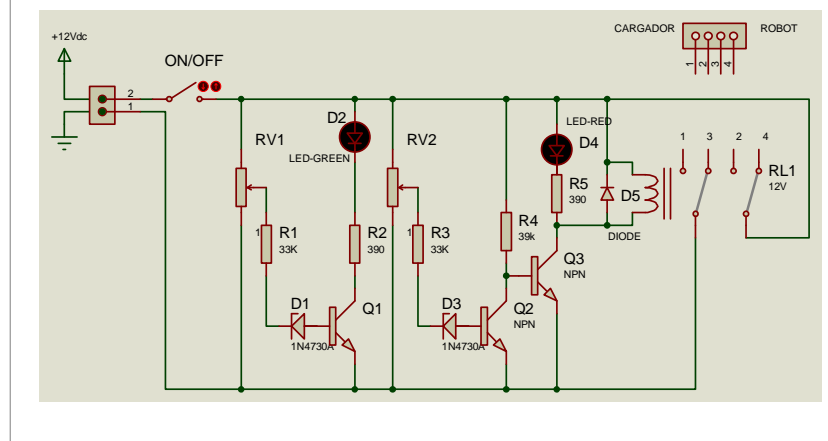 CARGADOR ROBOT
+12Vdc
ON/OFF
1 2 3 4
2
1
D2
LED-GREEN
RV1
RV2
LED-RED
D4
1 3 2 4
RL1
12V
R5
390
D5
DIODE
R1
33K
1
R2
390
R3
33K
1
R4
39k
Q3
NPN
D1
1N4730A
Q1
D3
1N4730A
Q2
NPN